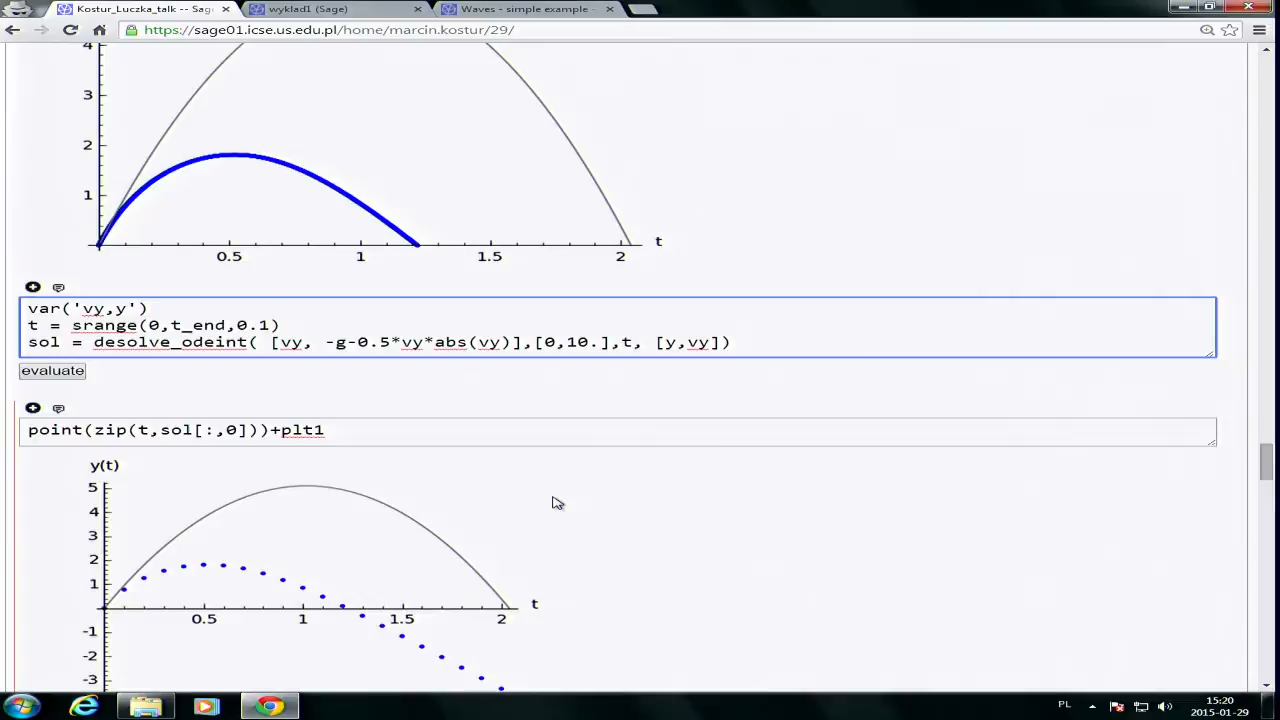 Kostur_Luczka_talk -- Sag
wyklad1 (Sage)
Waves - simple example -
https://sage01.icse.us.edu.pl/home/marcin.kostur/29/
4
3
2
1
0.5 1 1.5 2 t
var('vy,y')
t = srange(0,t_end,0.1)
sol = desolve_odeint( [vy, -g-0.5*vy*abs(vy)],[0,10.],t, [y,vy])
evaluate
point(zip(t,sol[:,0]))+plt1
y(t)
5
4
3
2
1
0.5 1 1.5 2 t
-1
-2
-3
PL
15:20
2015-01-29